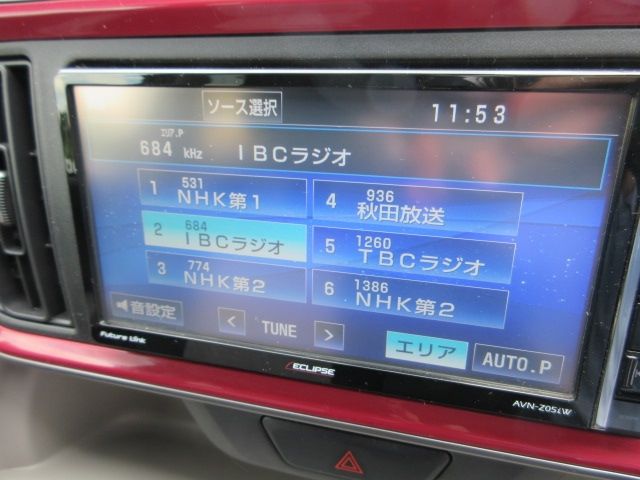 ソース選択
11:53
エリア.P
684 kHz IBCラジオ
1 531 NHK第1
2 684 IBCラジオ
3 774 NHK第2
4 936 秋田放送
5 1260 TBCラジオ
6 1386 NHK第2
音設定
< TUNE >
エリア
AUTO.P
Future Link
ECLIPSE
AVN-Z05iW